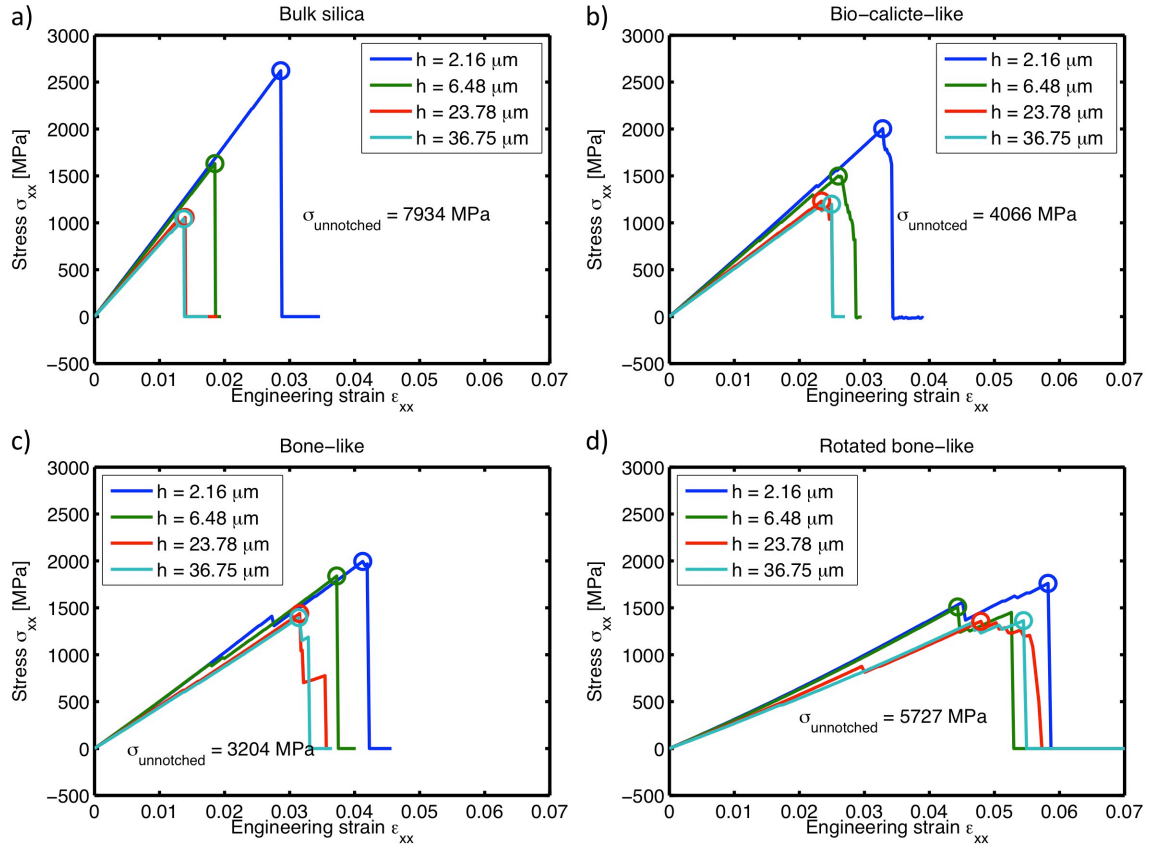 a)
Bulk silica
3000
2500
2000
1500
1000
500
0
−500
Stress σxx [MPa]
h = 2.16 μm
h = 6.48 μm
h = 23.78 μm
h = 36.75 μm
σunnotched = 7934 MPa
0 0.01 0.02 0.03 0.04 0.05 0.06 0.07
Engineering strain εxx
b)
Bio−calicte−like
3000
2500
2000
1500
1000
500
0
−500
Stress σxx [MPa]
h = 2.16 μm
h = 6.48 μm
h = 23.78 μm
h = 36.75 μm
σunnotced = 4066 MPa
0 0.01 0.02 0.03 0.04 0.05 0.06 0.07
Engineering strain εxx
c)
Bone−like
3000
2500
2000
1500
1000
500
0
−500
Stress σxx [MPa]
h = 2.16 μm
h = 6.48 μm
h = 23.78 μm
h = 36.75 μm
σunnotched = 3204 MPa
0 0.01 0.02 0.03 0.04 0.05 0.06 0.07
Engineering strain εxx
d)
Rotated bone−like
3000
2500
2000
1500
1000
500
0
−500
Stress σxx [MPa]
h = 2.16 μm
h = 6.48 μm
h = 23.78 μm
h = 36.75 μm
σunnotched = 5727 MPa
0 0.01 0.02 0.03 0.04 0.05 0.06 0.07
Engineering strain εxx